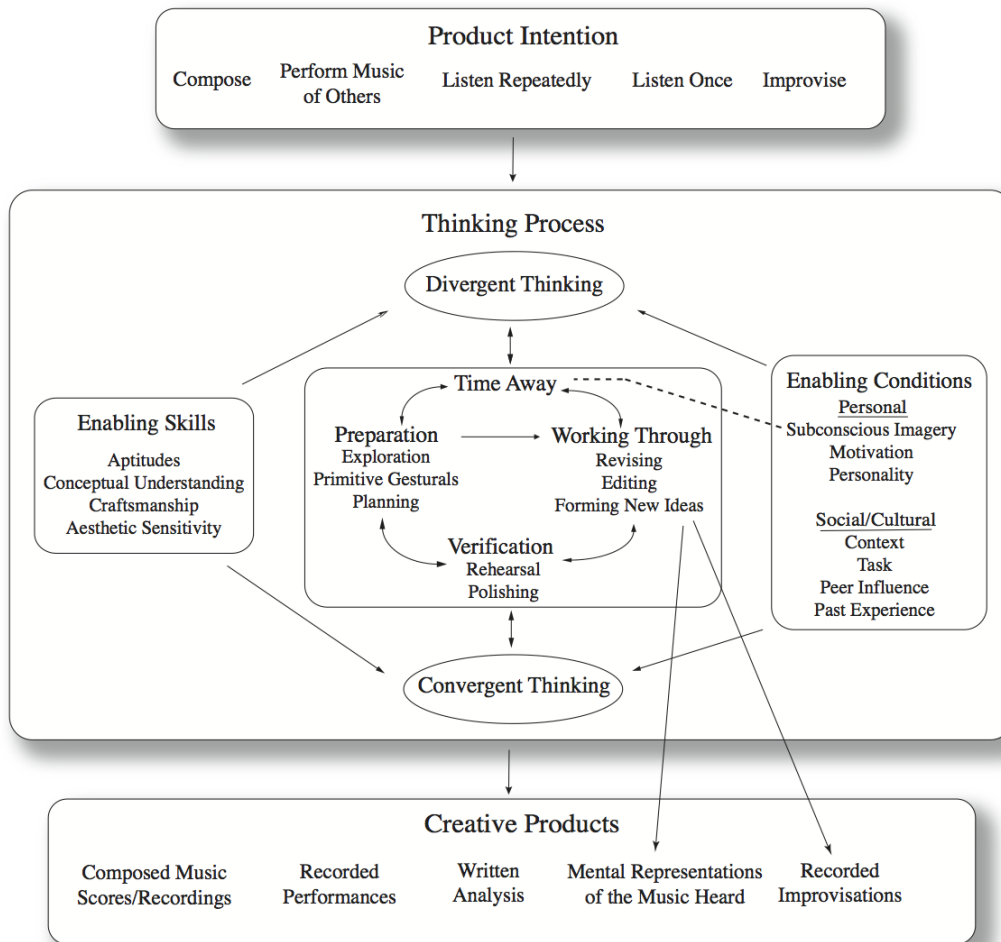 Product Intention
Compose
Perform Music
of Others
Listen Repeatedly
Listen Once
Improvise
Thinking Process
Divergent Thinking
Enabling Skills
Aptitudes
Conceptual Understanding
Craftsmanship
Aesthetic Sensitivity
Time Away
Preparation
Exploration
Primitive Gesturals
Planning
Working Through
Revising
Editing
Forming New Ideas
Verification
Rehearsal
Polishing
Enabling Conditions
Personal
Subconscious Imagery
Motivation
Personality
Social/Cultural
Context
Task
Peer Influence
Past Experience
Convergent Thinking
Creative Products
Composed Music
Scores/Recordings
Recorded
Performances
Written
Analysis
Mental Representations
of the Music Heard
Recorded
Improvisations